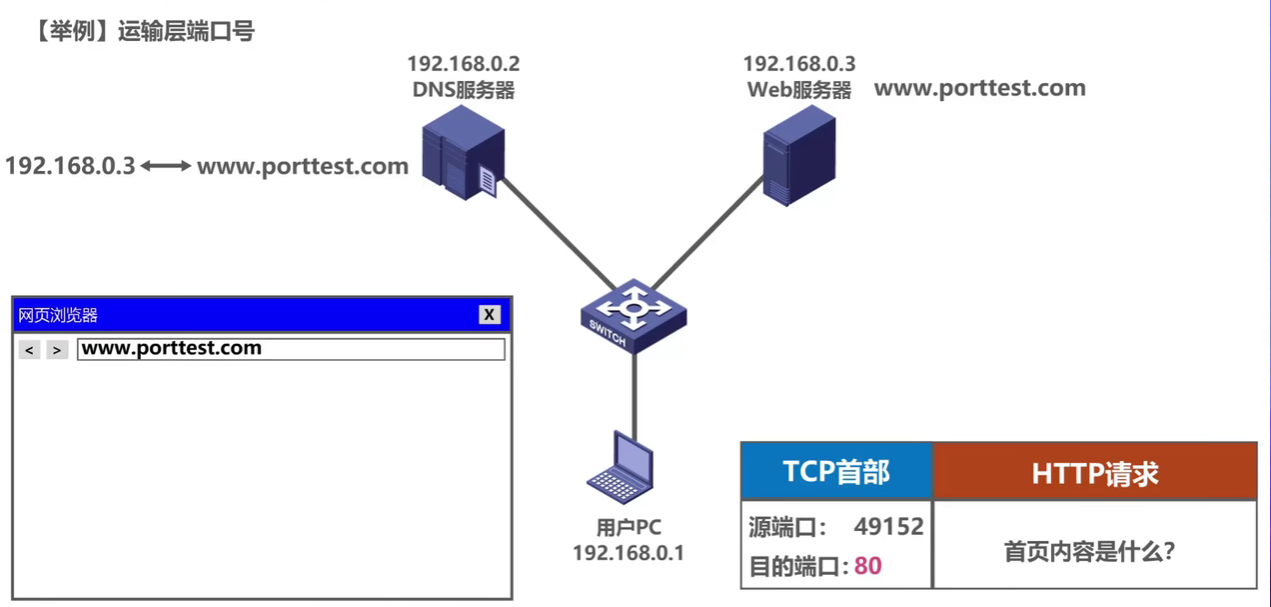 【举例】运输层端口号
192.168.0.2
DNS服务器
192.168.0.3
Web服务器
www.porttest.com
192.168.0.3
www.porttest.com
网页浏览器
X
< >
www.porttest.com
SWITCH
用户PC
192.168.0.1
TCP首部
HTTP请求
源端口: 49152
目的端口:80
首页内容是什么?